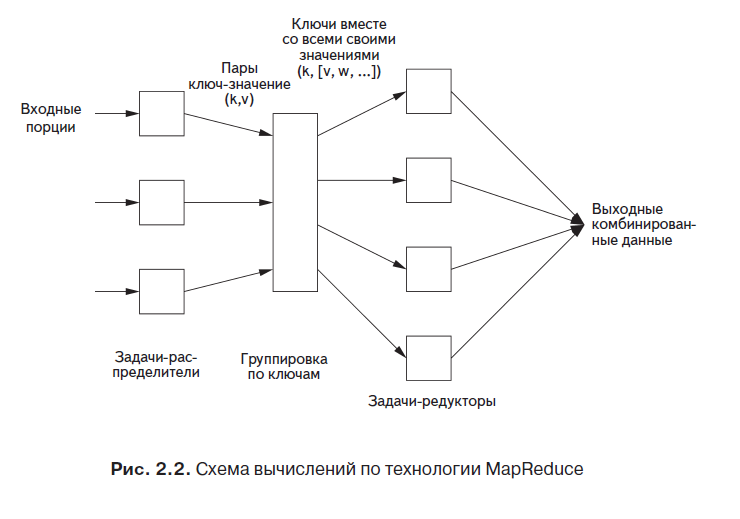 Ключи вместе
со всеми своими
значениями
(k, [v, w, ...])
Пары
ключ-значение
(k,v)
Входные
порции
Выходные
комбинирован-
ные данные
Задачи-рас-
пределители
Группировка
по ключам
Задачи-редукторы
Рис. 2.2. Схема вычислений по технологии MapReduce